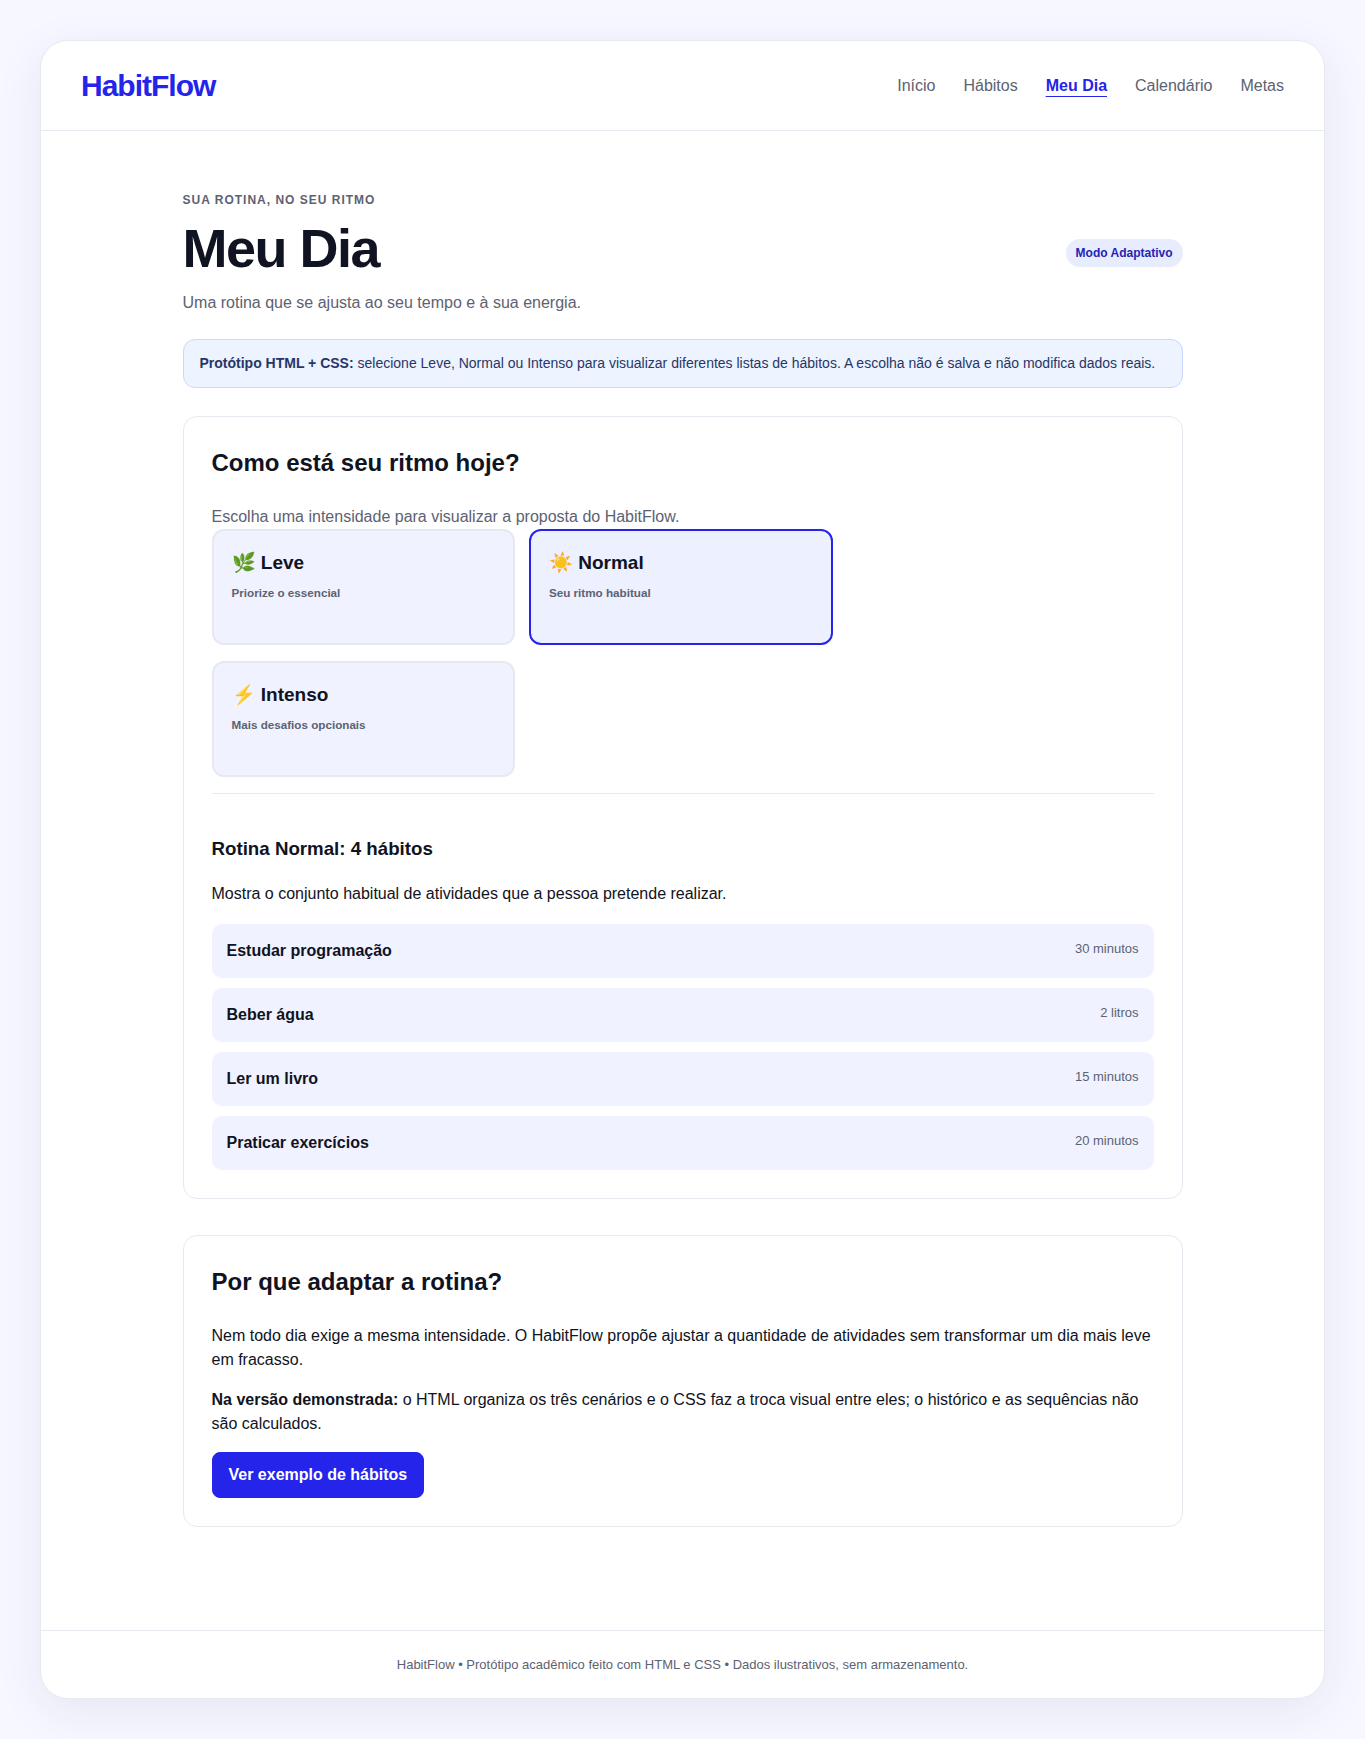 HabitFlow
Início Hábitos Meu Dia Calendário Metas
SUA ROTINA, NO SEU RITMO
Meu Dia
Modo Adaptativo
Uma rotina que se ajusta ao seu tempo e à sua energia.
Protótipo HTML + CSS: selecione Leve, Normal ou Intenso para visualizar diferentes listas de hábitos. A escolha não é salva e não modifica dados reais.
Como está seu ritmo hoje?
Escolha uma intensidade para visualizar a proposta do HabitFlow.
🌿 Leve
Priorize o essencial
☀️ Normal
Seu ritmo habitual
⚡ Intenso
Mais desafios opcionais
Rotina Normal: 4 hábitos
Mostra o conjunto habitual de atividades que a pessoa pretende realizar.
Estudar programação 30 minutos
Beber água 2 litros
Ler um livro 15 minutos
Praticar exercícios 20 minutos
Por que adaptar a rotina?
Nem todo dia exige a mesma intensidade. O HabitFlow propõe ajustar a quantidade de atividades sem transformar um dia mais leve
em fracasso.
Na versão demonstrada: o HTML organiza os três cenários e o CSS faz a troca visual entre eles; o histórico e as sequências não
são calculados.
Ver exemplo de hábitos
HabitFlow • Protótipo acadêmico feito com HTML e CSS • Dados ilustrativos, sem armazenamento.